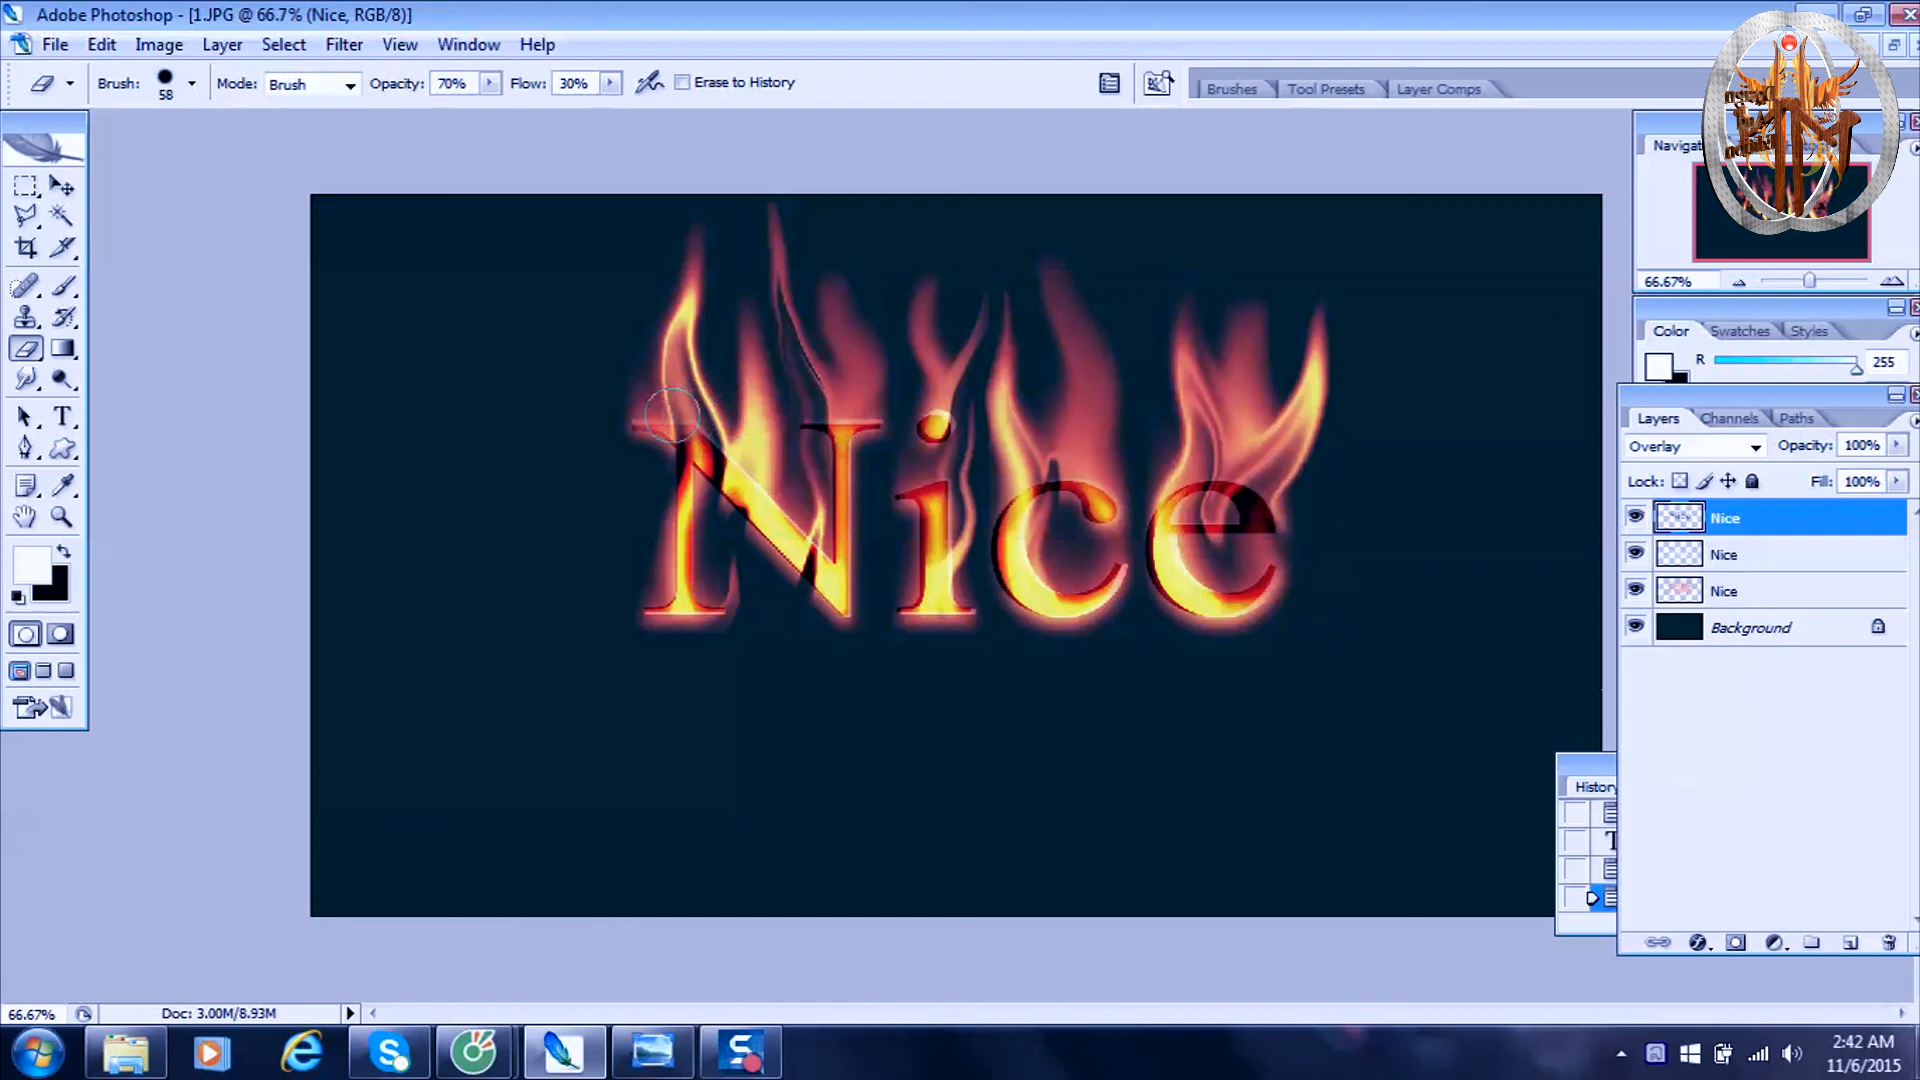 Adobe Photoshop - [1.JPG @ 66.7% (Nice, RGB/8)]
File Edit Image Layer Select Filter View Window Help
Brush: 58 Mode: Brush Opacity: 70% Flow: 30% Erase to History
Brushes Tool Presets Layer Comps
Navigat
66.67%
Color Swatches Styles
R 255
Layers Channels Paths
Overlay Opacity: 100%
Lock: Fill: 100%
Nice
Nice
Nice
Background
Nice
History
66.67% Doc: 3.00M/8.93M
2:42 AM
11/6/2015